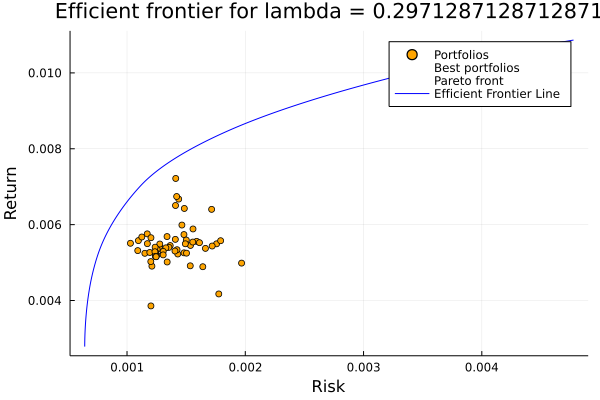 Efficient frontier for lambda = 0.2971287128712871
Return
0.010
0.008
0.006
0.004
Portfolios
Best portfolios
Pareto front
Efficient Frontier Line
0.001 0.002 0.003 0.004
Risk